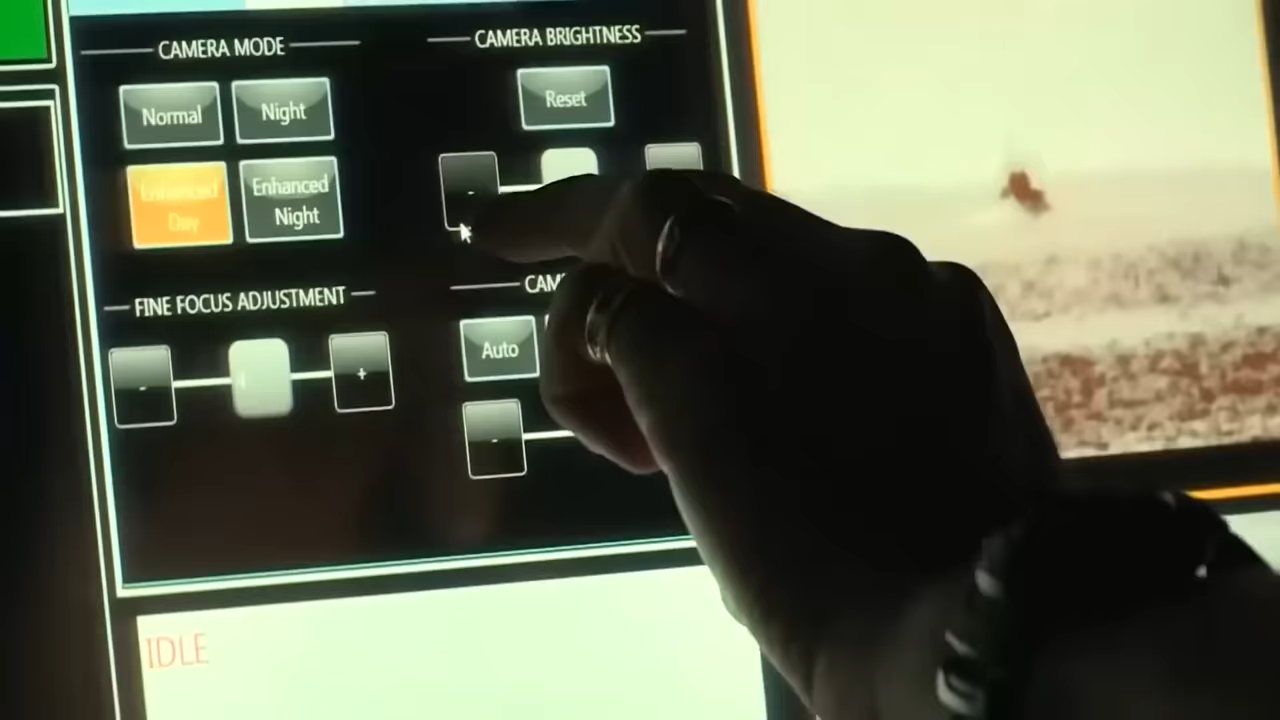 CAMERA MODE
CAMERA BRIGHTNESS
Normal
Night
Reset
Enhanced
Day
Enhanced
Night
-
FINE FOCUS ADJUSTMENT
-
+
Auto
-
IDLE